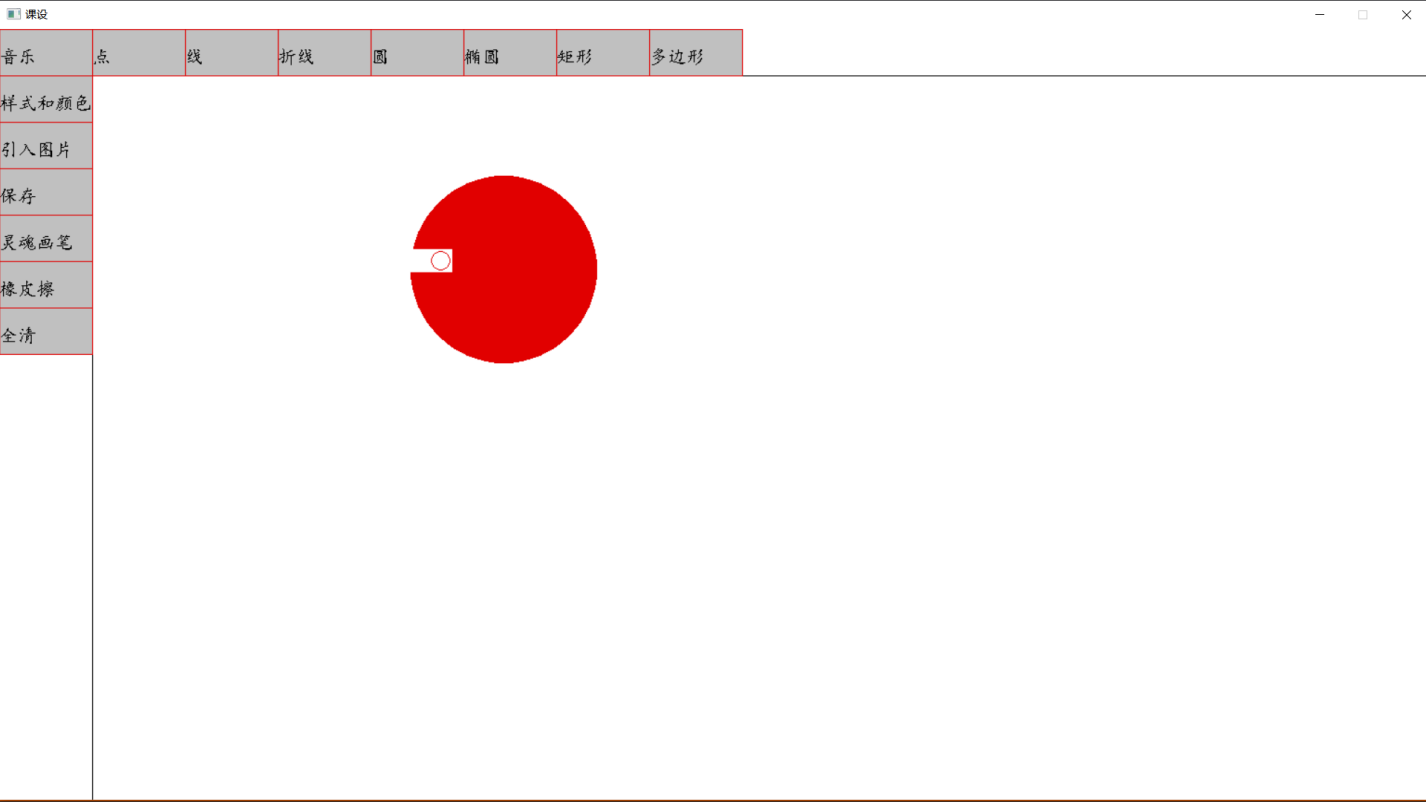 课设
音乐 点 线 折线 圆 椭圆 矩形 多边形
样式和颜色
引入图片
保存
灵魂画笔
橡皮擦
全清